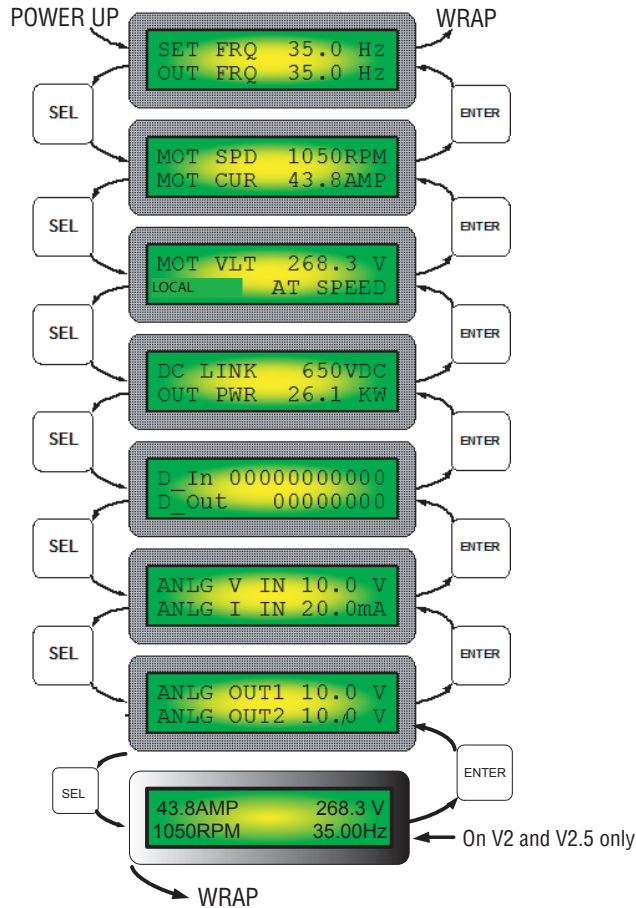 POWER UP
WRAP
SET FRQ 35.0 Hz
OUT FRQ 35.0 Hz
SEL
ENTER
MOT SPD 1050RPM
MOT CUR 43.8AMP
SEL
ENTER
MOT VLT 268.3 V
LOCAL AT SPEED
SEL
ENTER
DC LINK 650VDC
OUT PWR 26.1 KW
SEL
ENTER
D_In 00000000000
D_Out 00000000
SEL
ENTER
ANLG V IN 10.0 V
ANLG I IN 20.0mA
SEL
ENTER
ANLG OUT1 10.0 V
ANLG OUT2 10.0 V
SEL
ENTER
43.8AMP 268.3 V
1050RPM 35.00Hz
On V2 and V2.5 only
WRAP